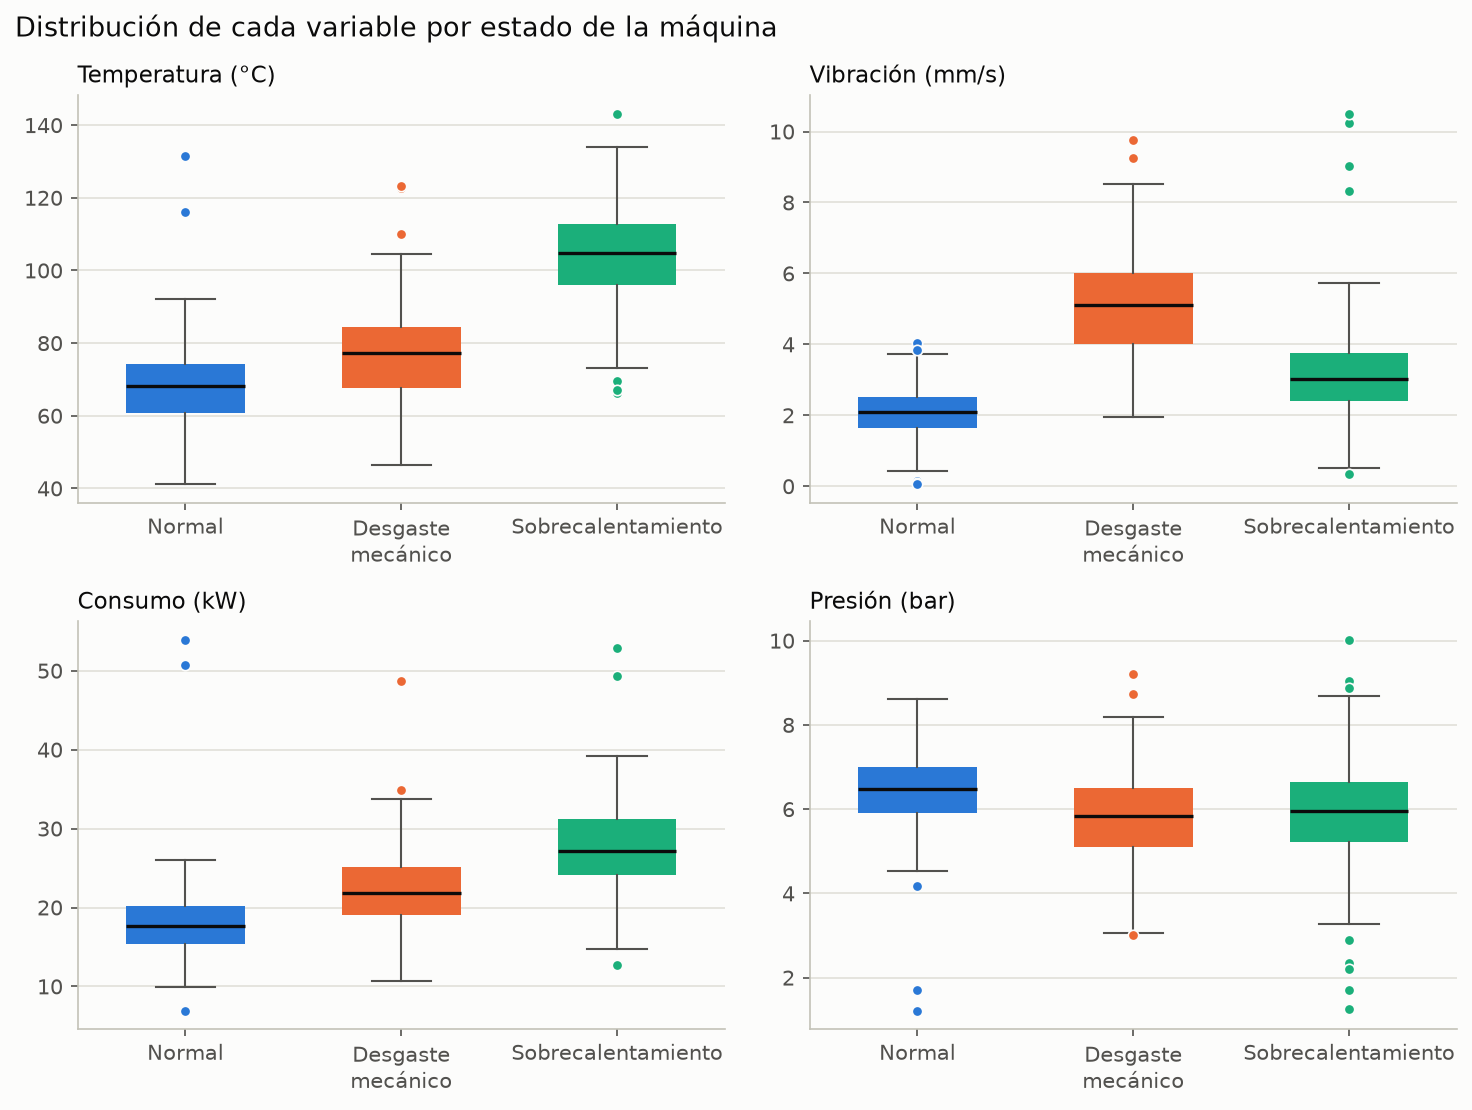 Distribución de cada variable por estado de la máquina
Temperatura (°C)
140
120
100
80
60
40
Normal
Desgaste
mecánico
Sobrecalentamiento
Vibración (mm/s)
10
8
6
4
2
0
Normal
Desgaste
mecánico
Sobrecalentamiento
Consumo (kW)
50
40
30
20
10
Normal
Desgaste
mecánico
Sobrecalentamiento
Presión (bar)
10
8
6
4
2
Normal
Desgaste
mecánico
Sobrecalentamiento